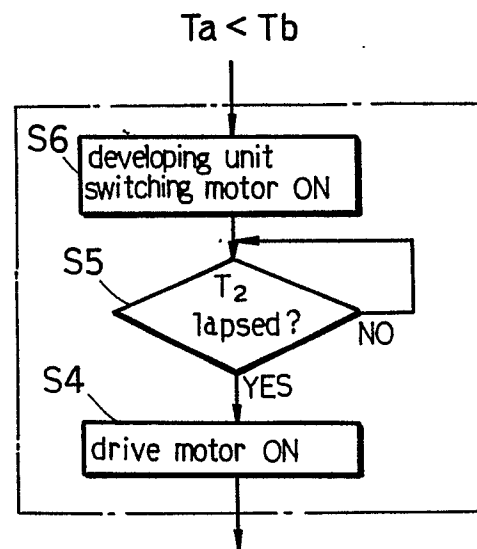 Ta < Tb
S6
developing unit
switching motor ON
S5
T2
lapsed?
NO
YES
S4
drive motor ON